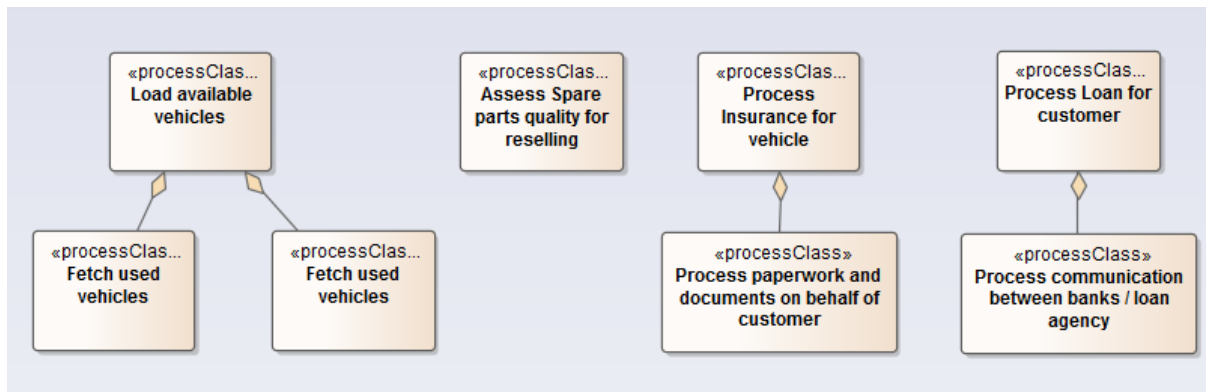 «processClas...
Load available
vehicles
«processClas...
Assess Spare
parts quality for
reselling
«processClas...
Process
Insurance for
vehicle
«processClas...
Process Loan for
customer
«processClas...
Fetch used
vehicles
«processClas...
Fetch used
vehicles
«processClass»
Process paperwork and
documents on behalf of
customer
«processClass»
Process communication
between banks / loan
agency